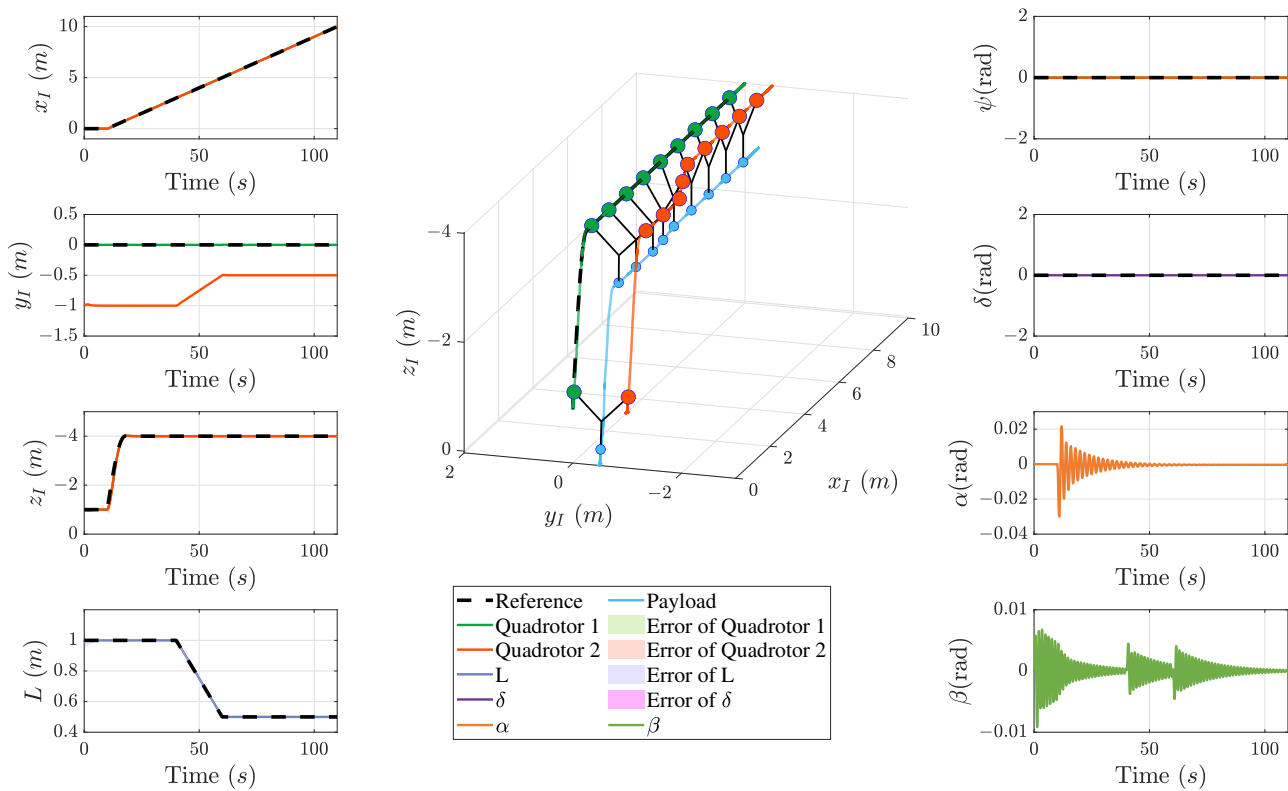 10
5
0
x_I (m)
0
50
100
Time (s)
0.5
0
−0.5
−1
−1.5
y_I (m)
0
50
100
Time (s)
−4
−2
0
z_I (m)
0
50
100
Time (s)
1
0.8
0.6
0.4
L (m)
0
50
100
Time (s)
−4
−2
0
z_I (m)
2
0
−2
y_I (m)
0
2
4
6
8
10
x_I (m)
Reference
Quadrotor 1
Quadrotor 2
L
δ
α
Payload
Error of Quadrotor 1
Error of Quadrotor 2
Error of L
Error of δ
β
2
0
−2
ψ(rad)
0
50
100
Time (s)
2
0
−2
δ(rad)
0
50
100
Time (s)
0.02
0
−0.02
−0.04
α(rad)
0
50
100
Time (s)
0.01
0
−0.01
β(rad)
0
50
100
Time (s)